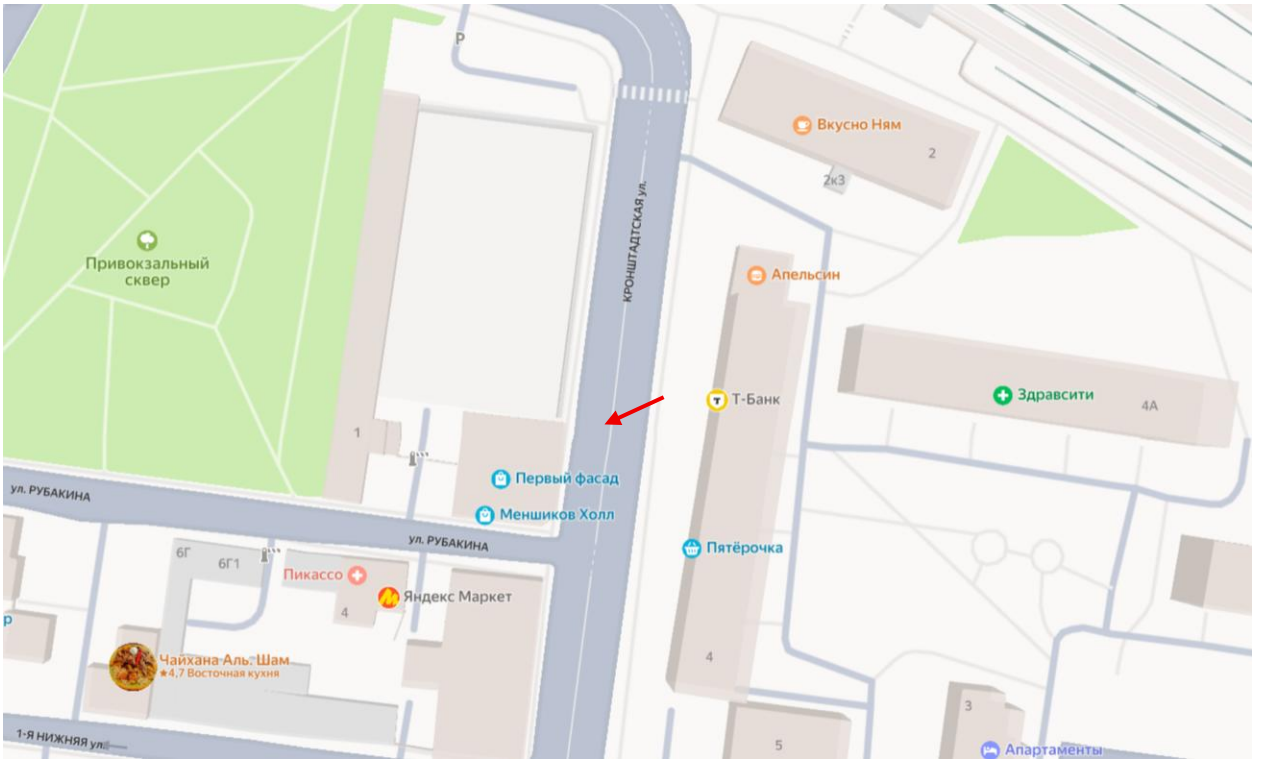 P
Вкусно Ням
2
2к3
КРОНШТАДТСКАЯ ул.
Привокзальный
сквер
Апельсин
Т-Банк
Здравсити
4А
1
Первый фасад
ул. РУБАКИНА
Меншиков Холл
ул. РУБАКИНА
Пятёрочка
6Г
6Г1
Пикассо
Яндекс Маркет
4
р
Чайхана Аль. Шам
★4,7 Восточная кухня
4
3
1-Я НИЖНЯЯ ул.
5
Апартаменты